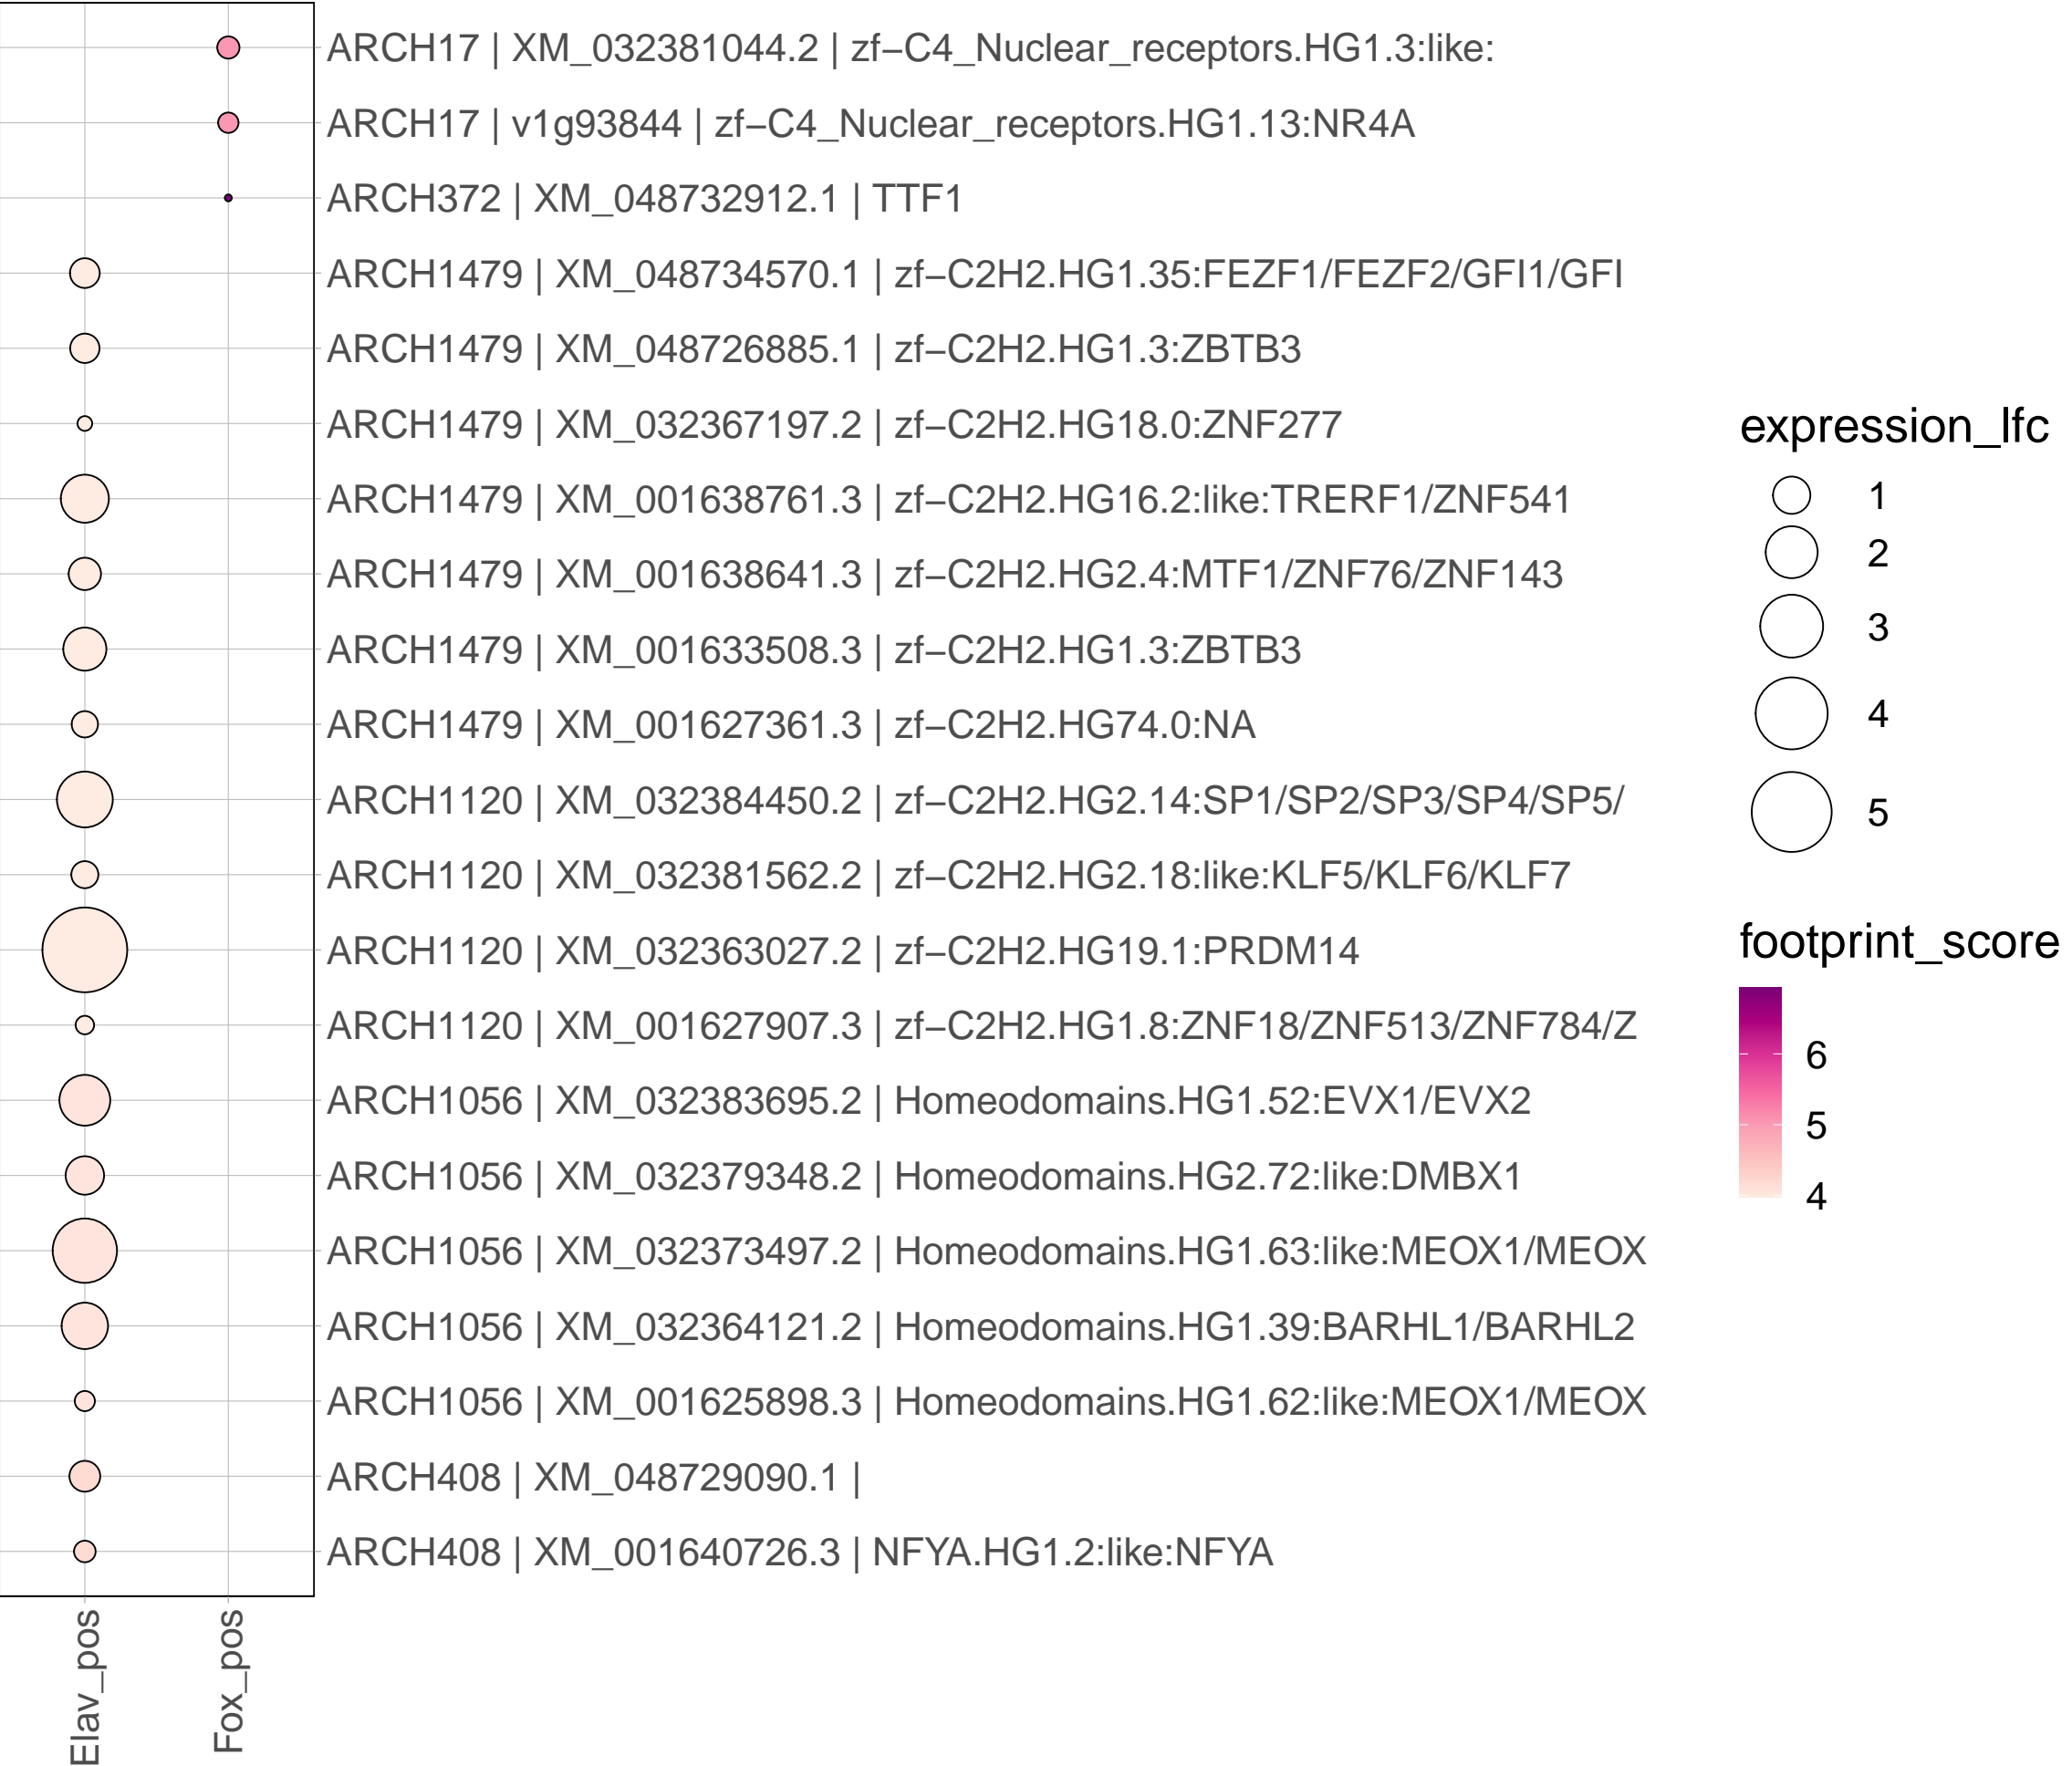 ARCH17 | XM_032381044.2 | zf−C4_Nuclear_receptors.HG1.3:like:
ARCH17 | v1g93844 | zf−C4_Nuclear_receptors.HG1.13:NR4A
ARCH372 | XM_048732912.1 | TTF1
ARCH1479 | XM_048734570.1 | zf−C2H2.HG1.35:FEZF1/FEZF2/GFI1/GFI
ARCH1479 | XM_048726885.1 | zf−C2H2.HG1.3:ZBTB3
ARCH1479 | XM_032367197.2 | zf−C2H2.HG18.0:ZNF277
ARCH1479 | XM_001638761.3 | zf−C2H2.HG16.2:like:TRERF1/ZNF541
ARCH1479 | XM_001638641.3 | zf−C2H2.HG2.4:MTF1/ZNF76/ZNF143
ARCH1479 | XM_001633508.3 | zf−C2H2.HG1.3:ZBTB3
ARCH1479 | XM_001627361.3 | zf−C2H2.HG74.0:NA
ARCH1120 | XM_032384450.2 | zf−C2H2.HG2.14:SP1/SP2/SP3/SP4/SP5/
ARCH1120 | XM_032381562.2 | zf−C2H2.HG2.18:like:KLF5/KLF6/KLF7
ARCH1120 | XM_032363027.2 | zf−C2H2.HG19.1:PRDM14
ARCH1120 | XM_001627907.3 | zf−C2H2.HG1.8:ZNF18/ZNF513/ZNF784/Z
ARCH1056 | XM_032383695.2 | Homeodomains.HG1.52:EVX1/EVX2
ARCH1056 | XM_032379348.2 | Homeodomains.HG2.72:like:DMBX1
ARCH1056 | XM_032373497.2 | Homeodomains.HG1.63:like:MEOX1/MEOX
ARCH1056 | XM_032364121.2 | Homeodomains.HG1.39:BARHL1/BARHL2
ARCH1056 | XM_001625898.3 | Homeodomains.HG1.62:like:MEOX1/MEOX
ARCH408 | XM_048729090.1 |
ARCH408 | XM_001640726.3 | NFYA.HG1.2:like:NFYA
Elav_pos
Fox_pos
expression_lfc
1
2
3
4
5
footprint_score
6
5
4